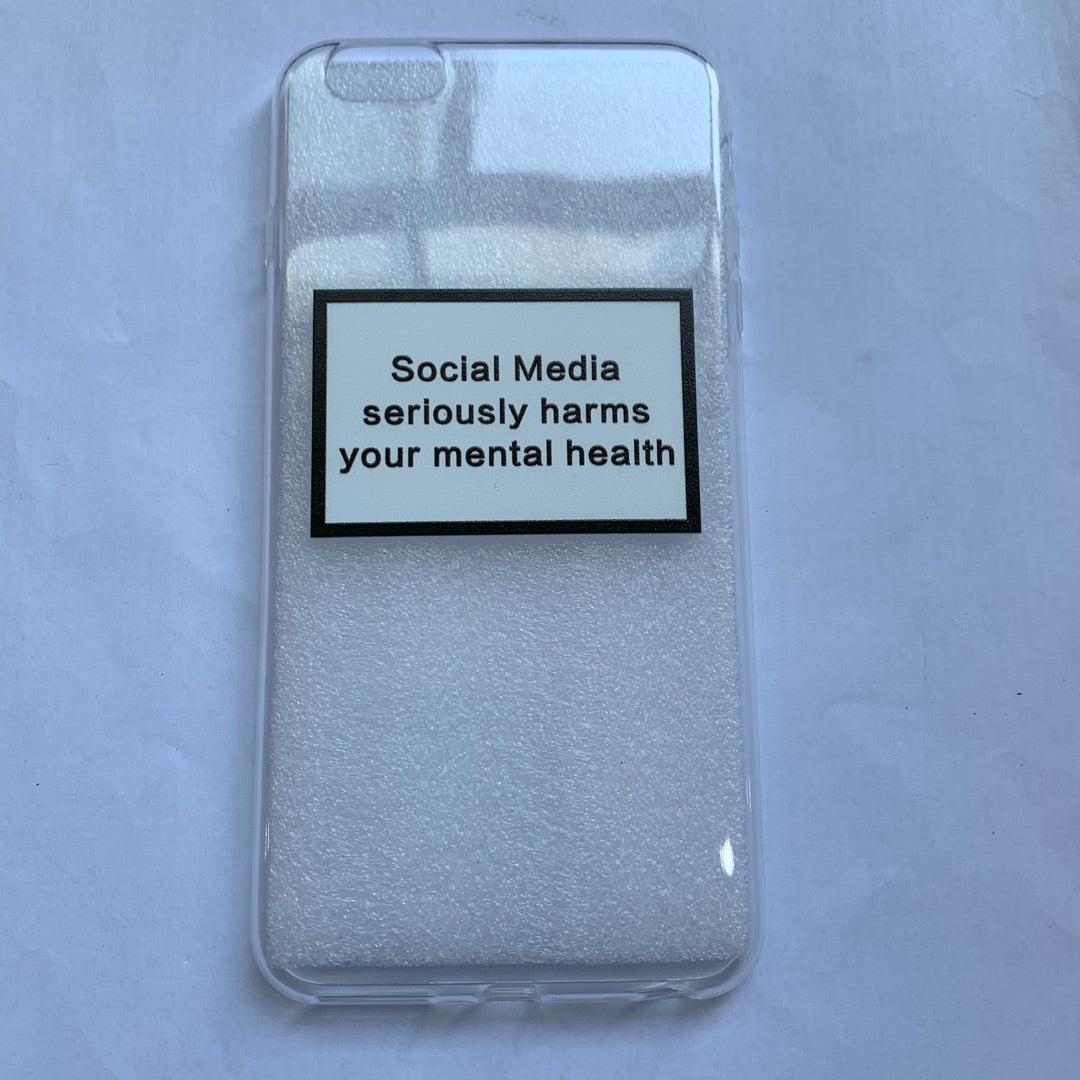 Social Media
seriously harms
your mental health